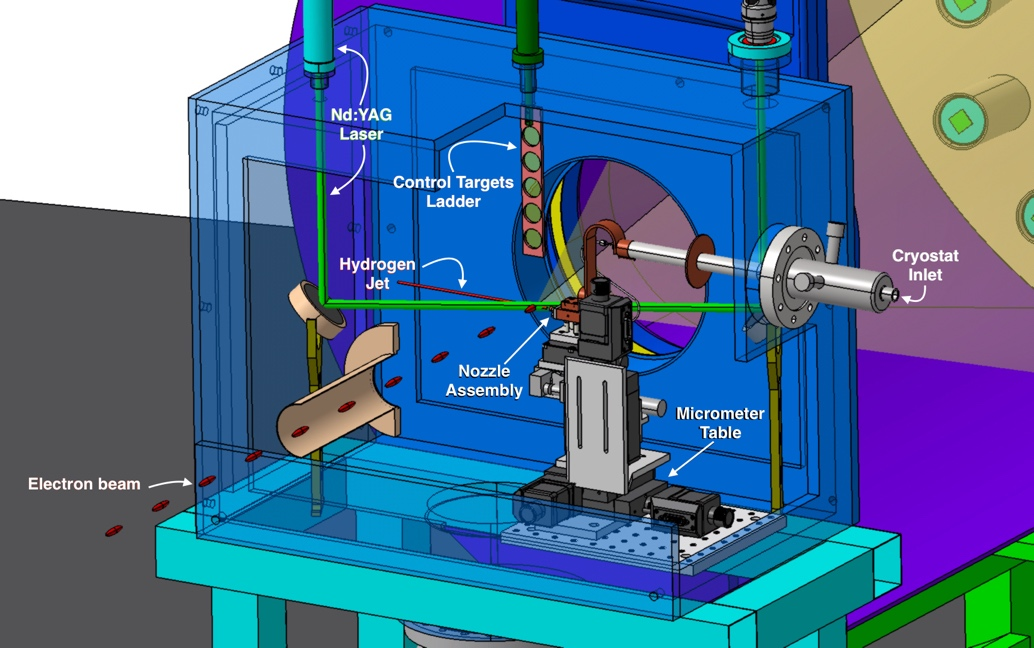 Nd:YAG
Laser
Control Targets
Ladder
Hydrogen
Jet
Cryostat
Inlet
Nozzle
Assembly
Micrometer
Table
Electron beam